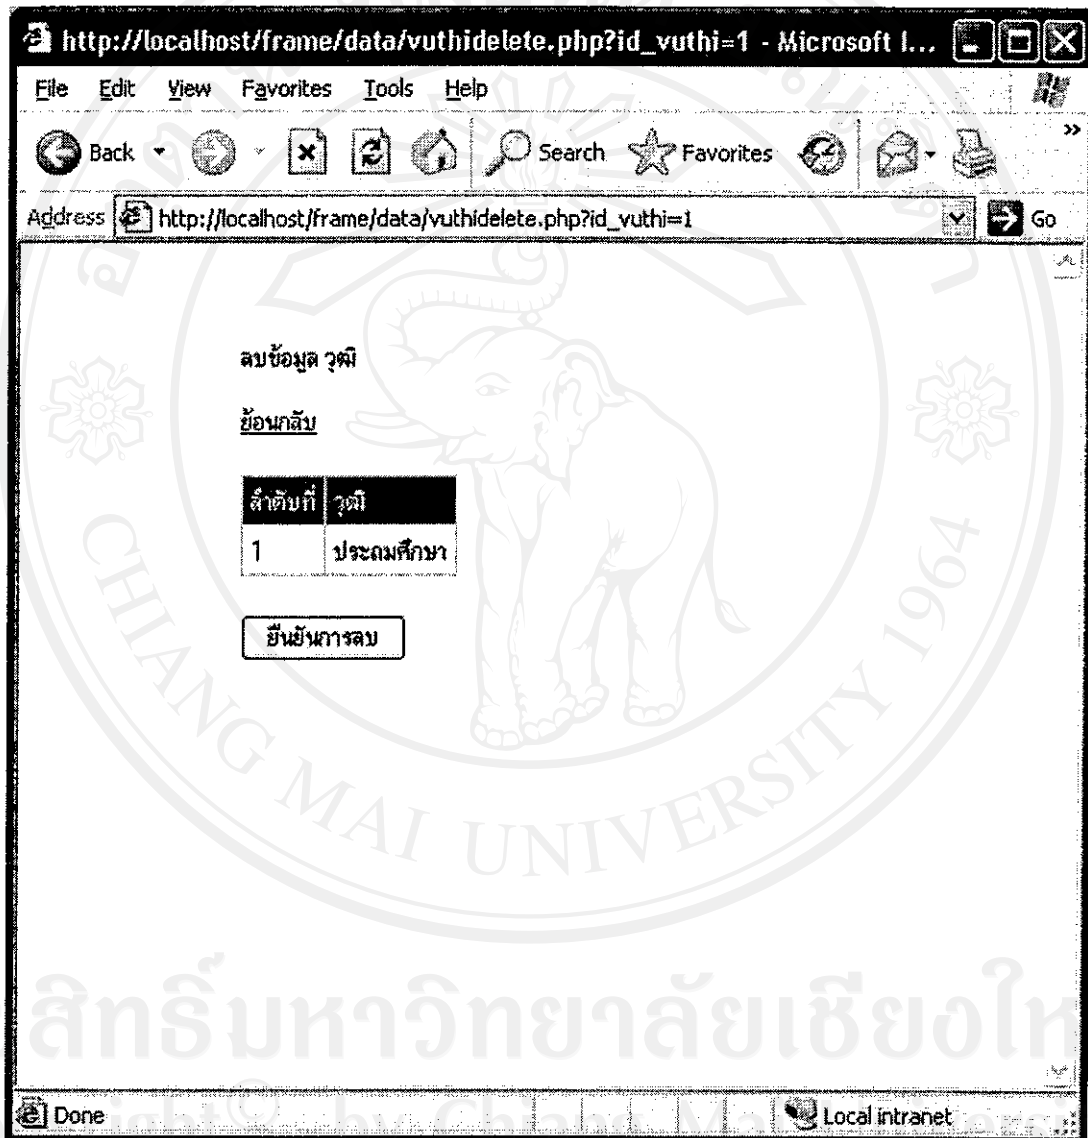 http://localhost/frame/data/vuthidelete.php?id_vuthi=1 - Microsoft I...
File Edit View Favorites Tools Help
Back Search Favorites »
Address http://localhost/frame/data/vuthidelete.php?id_vuthi=1 Go
ลบข้อมูล วุฒิ
ย้อนกลับ
ลำดับที่ วุฒิ
1 ประถมศึกษา
ยืนยันการลบ
CHIANG MAI UNIVERSITY 1964
สิทธิ์มหาวิทยาลัยเชียงให
Done Local intranet